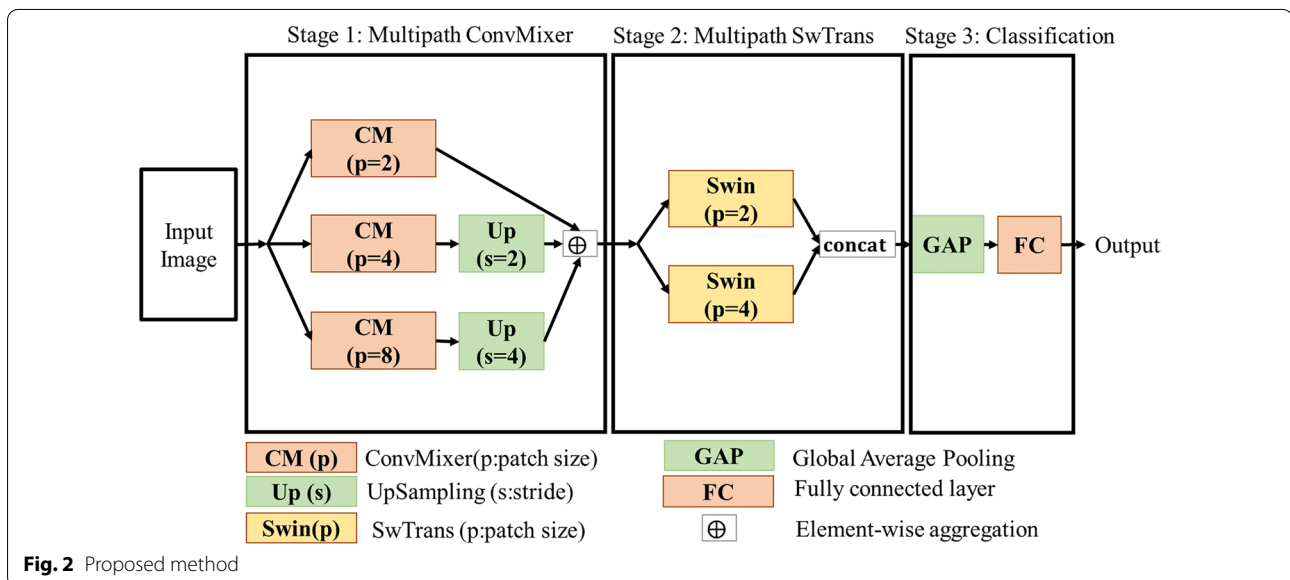 Stage 1: Multipath ConvMixer
Stage 2: Multipath SwTrans
Stage 3: Classification
Input
Image
CM
(p=2)
CM
(p=4)
Up
(s=2)
CM
(p=8)
Up
(s=4)
⊕
Swin
(p=2)
Swin
(p=4)
concat
GAP
FC
Output
CM (p) ConvMixer(p:patch size)
Up (s) UpSampling (s:stride)
Swin(p) SwTrans (p:patch size)
GAP Global Average Pooling
FC Fully connected layer
⊕ Element-wise aggregation
Fig. 2 Proposed method